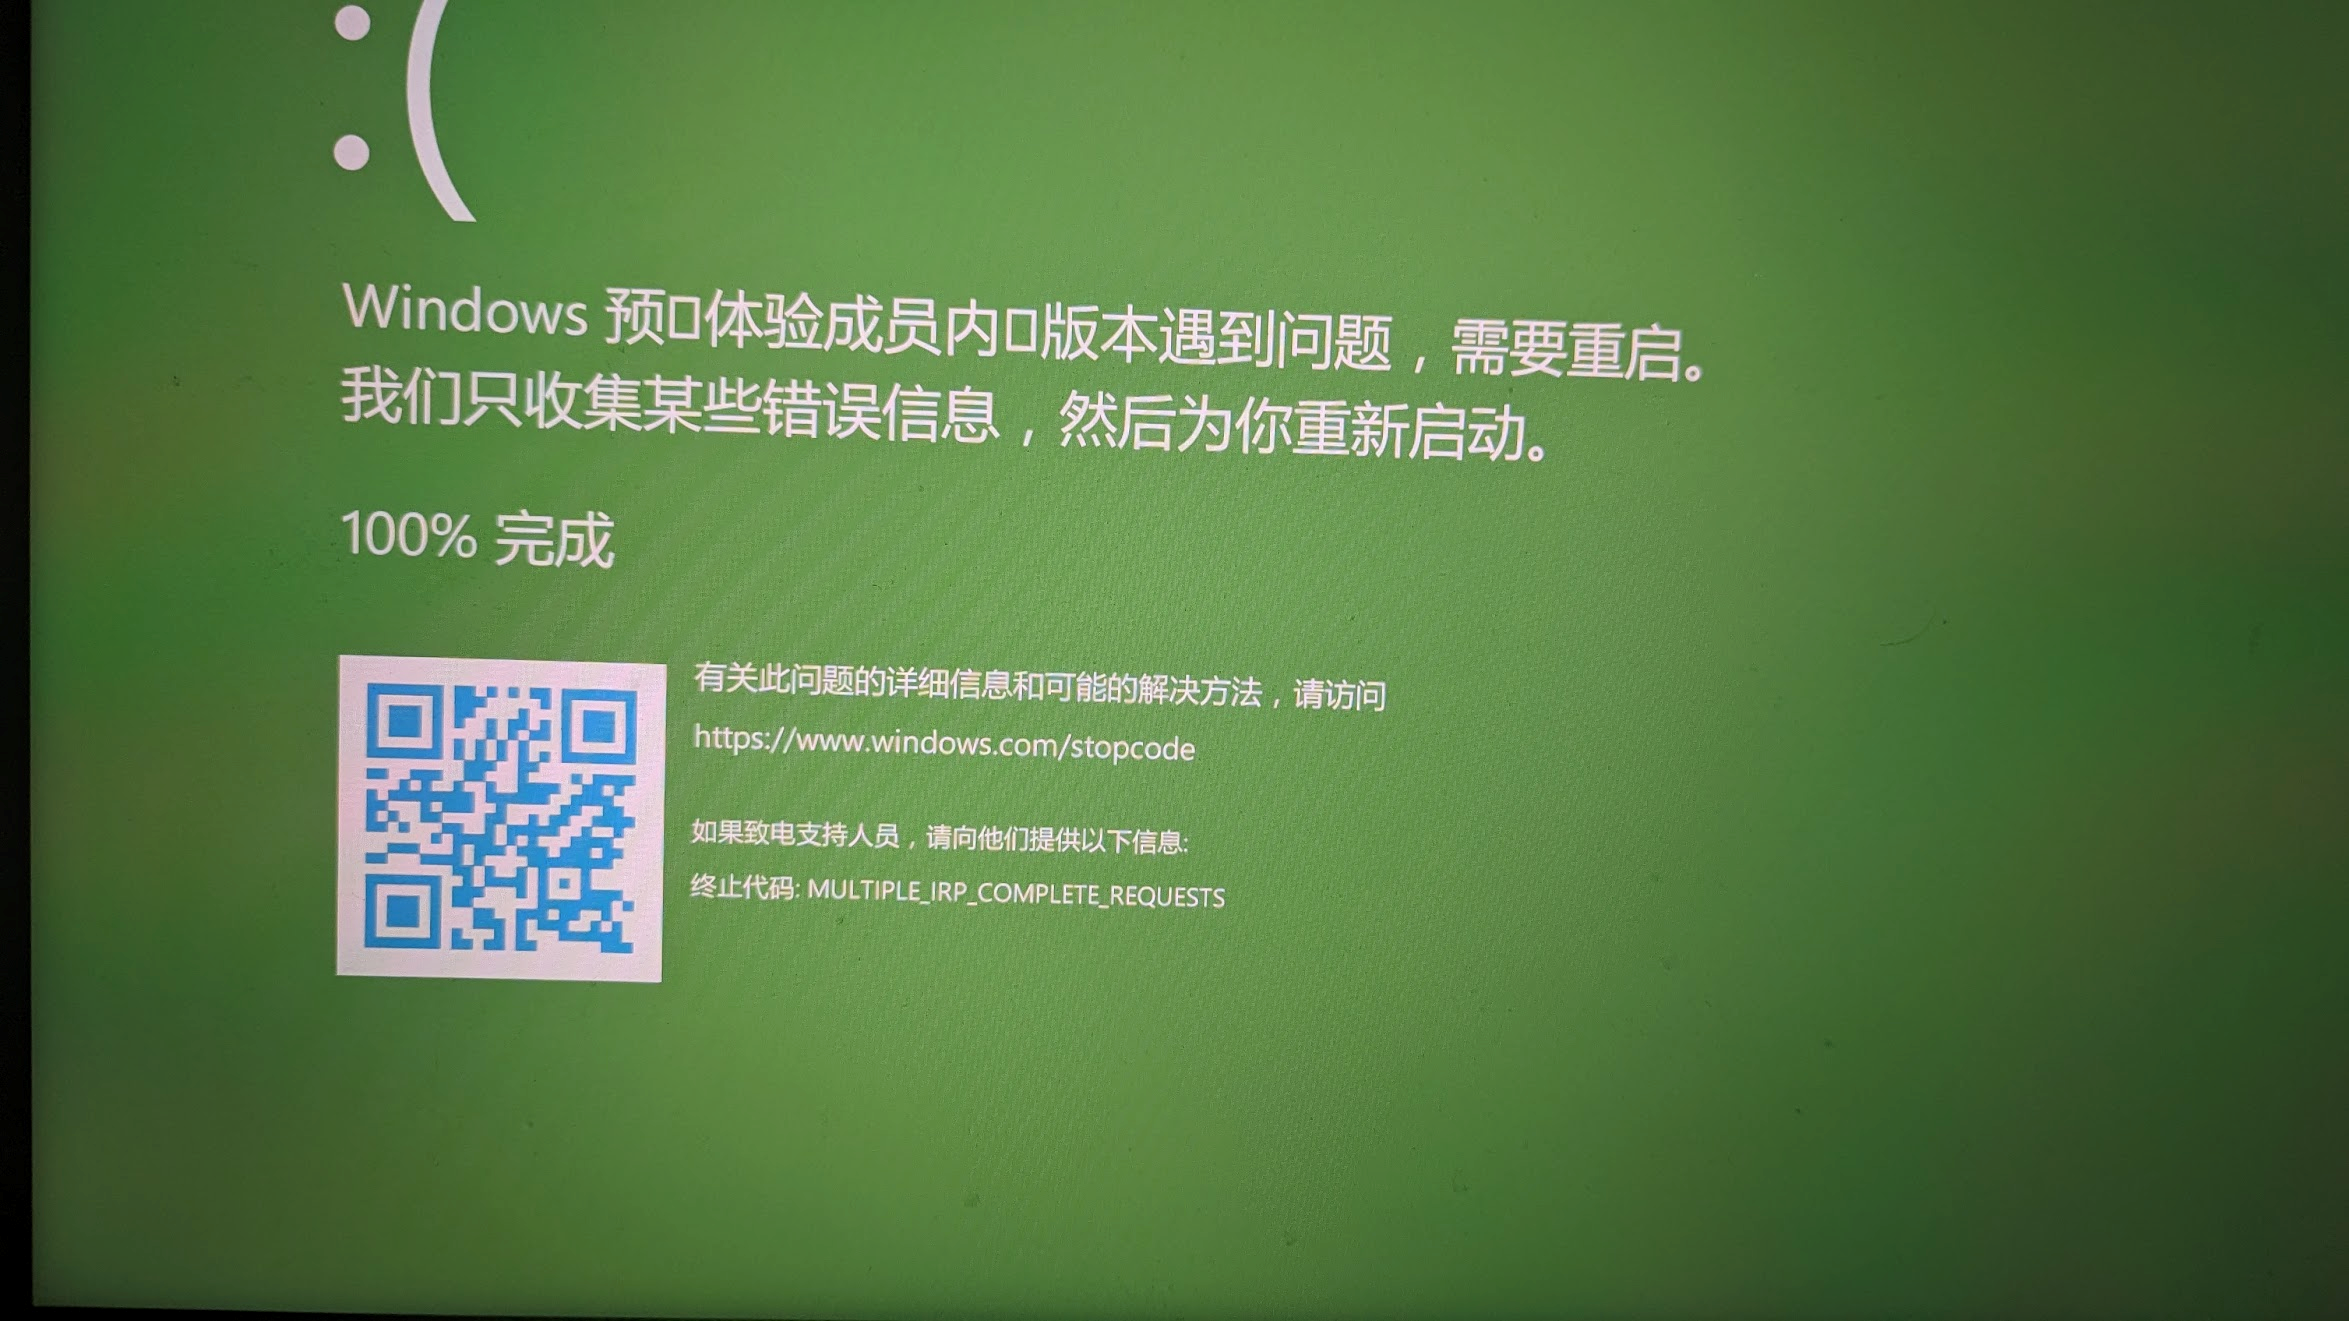 :(
Windows 预□体验成员内□版本遇到问题，需要重启。
我们只收集某些错误信息，然后为你重新启动。
100% 完成
有关此问题的详细信息和可能的解决方法，请访问
https://www.windows.com/stopcode
如果致电支持人员，请向他们提供以下信息:
终止代码: MULTIPLE_IRP_COMPLETE_REQUESTS